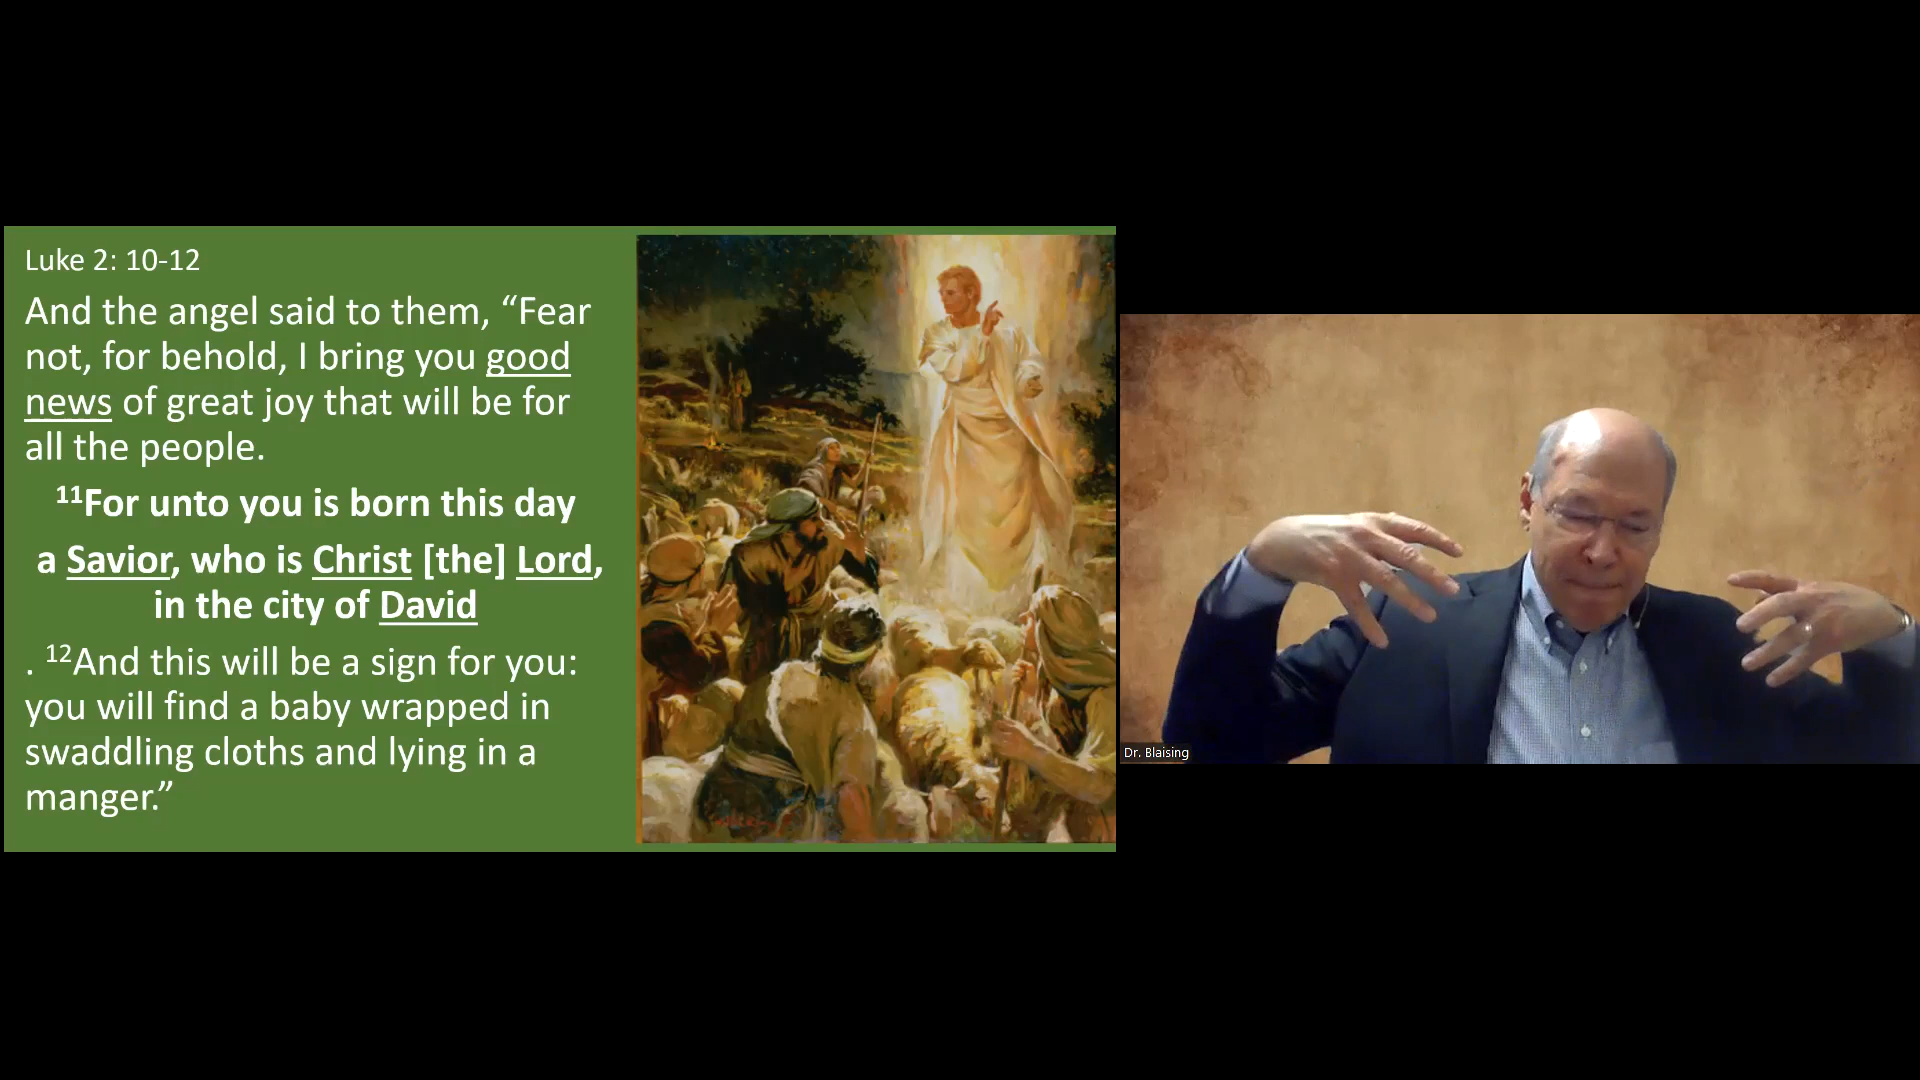 Luke 2: 10-12
And the angel said to them, “Fear
not, for behold, I bring you good
news of great joy that will be for
all the people.
11For unto you is born this day
a Savior, who is Christ [the] Lord,
in the city of David
. 12And this will be a sign for you:
you will find a baby wrapped in
swaddling cloths and lying in a
manger.”
Dr. Blaising